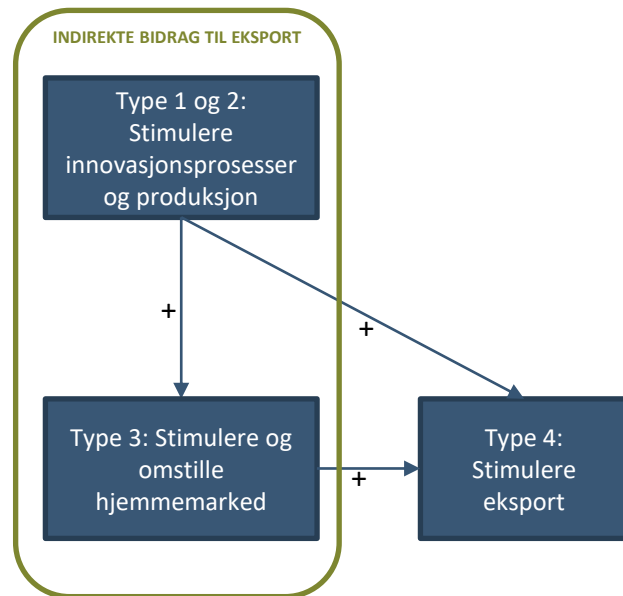 INDIREKTE BIDRAG TIL EKSPORT
Type 1 og 2:
Stimulere
innovasjonsprosesser
og produksjon
+
+
Type 3: Stimulere og
omstille
hjemmemarked
+
Type 4:
Stimulere
eksport